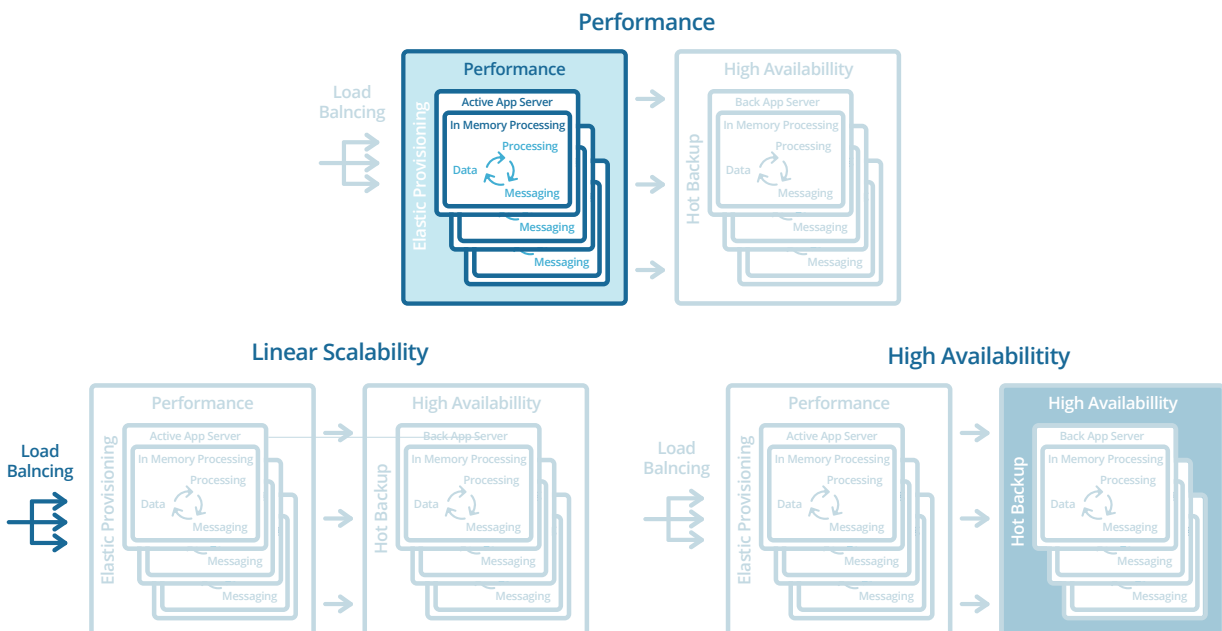 Performance
Load
Balncing
Elastic Provisioning
Performance
Active App Server
In Memory Processing
Processing
Data
Messaging
Messaging
Messaging
Hot Backup
High Availabillity
Back App Server
In Memory Processing
Processing
Data
Messaging
Messaging
Messaging
Linear Scalability
Load
Balncing
Elastic Provisioning
Performance
Active App Server
In Memory Processing
Processing
Data
Messaging
Messaging
Messaging
Hot Backup
High Availabillity
Back App Server
In Memory Processing
Processing
Data
Messaging
Messaging
Messaging
High Availabilitity
Load
Balncing
Elastic Provisioning
Performance
Active App Server
In Memory Processing
Processing
Data
Messaging
Messaging
Messaging
Hot Backup
High Availabillity
Back App Server
In Memory Processing
Processing
Data
Messaging
Messaging
Messaging